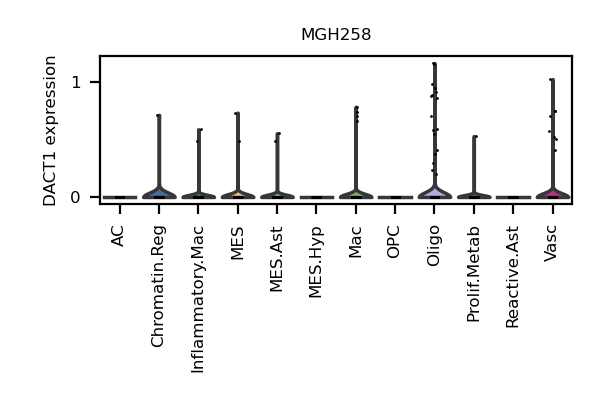 MGH258
DACT1 expression
1
0
AC
Chromatin.Reg
Inflammatory.Mac
MES
MES.Ast
MES.Hyp
Mac
OPC
Oligo
Prolif.Metab
Reactive.Ast
Vasc